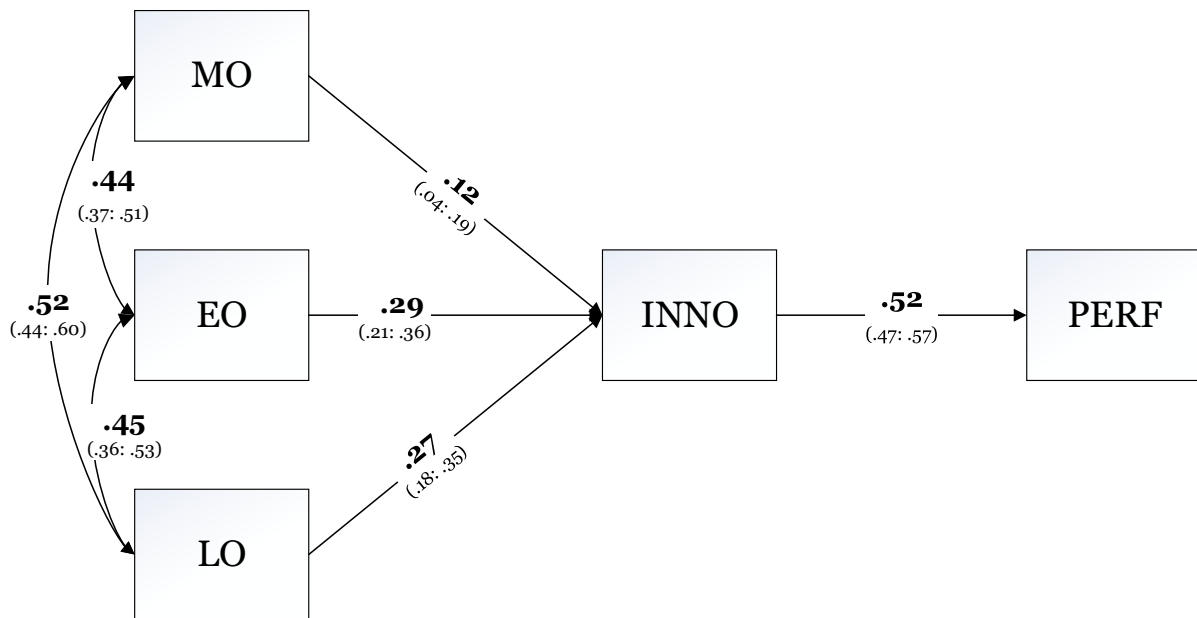 MO
.44
(.37: .51)
.12
(.04: .19)
.52
(.44: .60)
EO
.29
(.21: .36)
INNO
.52
(.47: .57)
PERF
.45
(.36: .53)
.27
(.18: .35)
LO